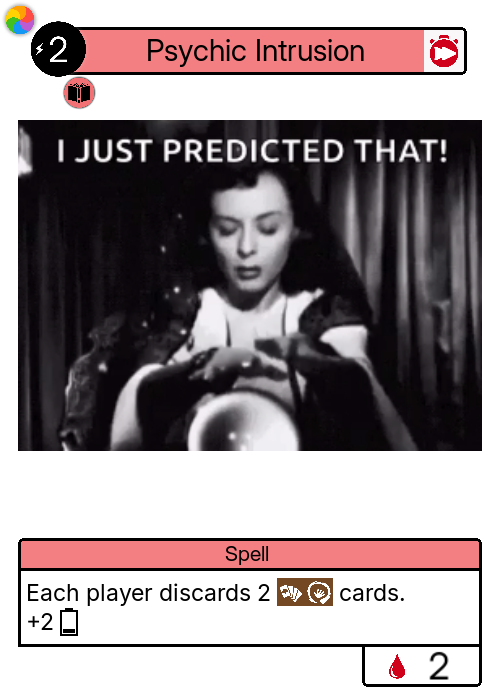 2
Psychic Intrusion
I JUST PREDICTED THAT!
Spell
Each player discards 2 cards.
+2
2